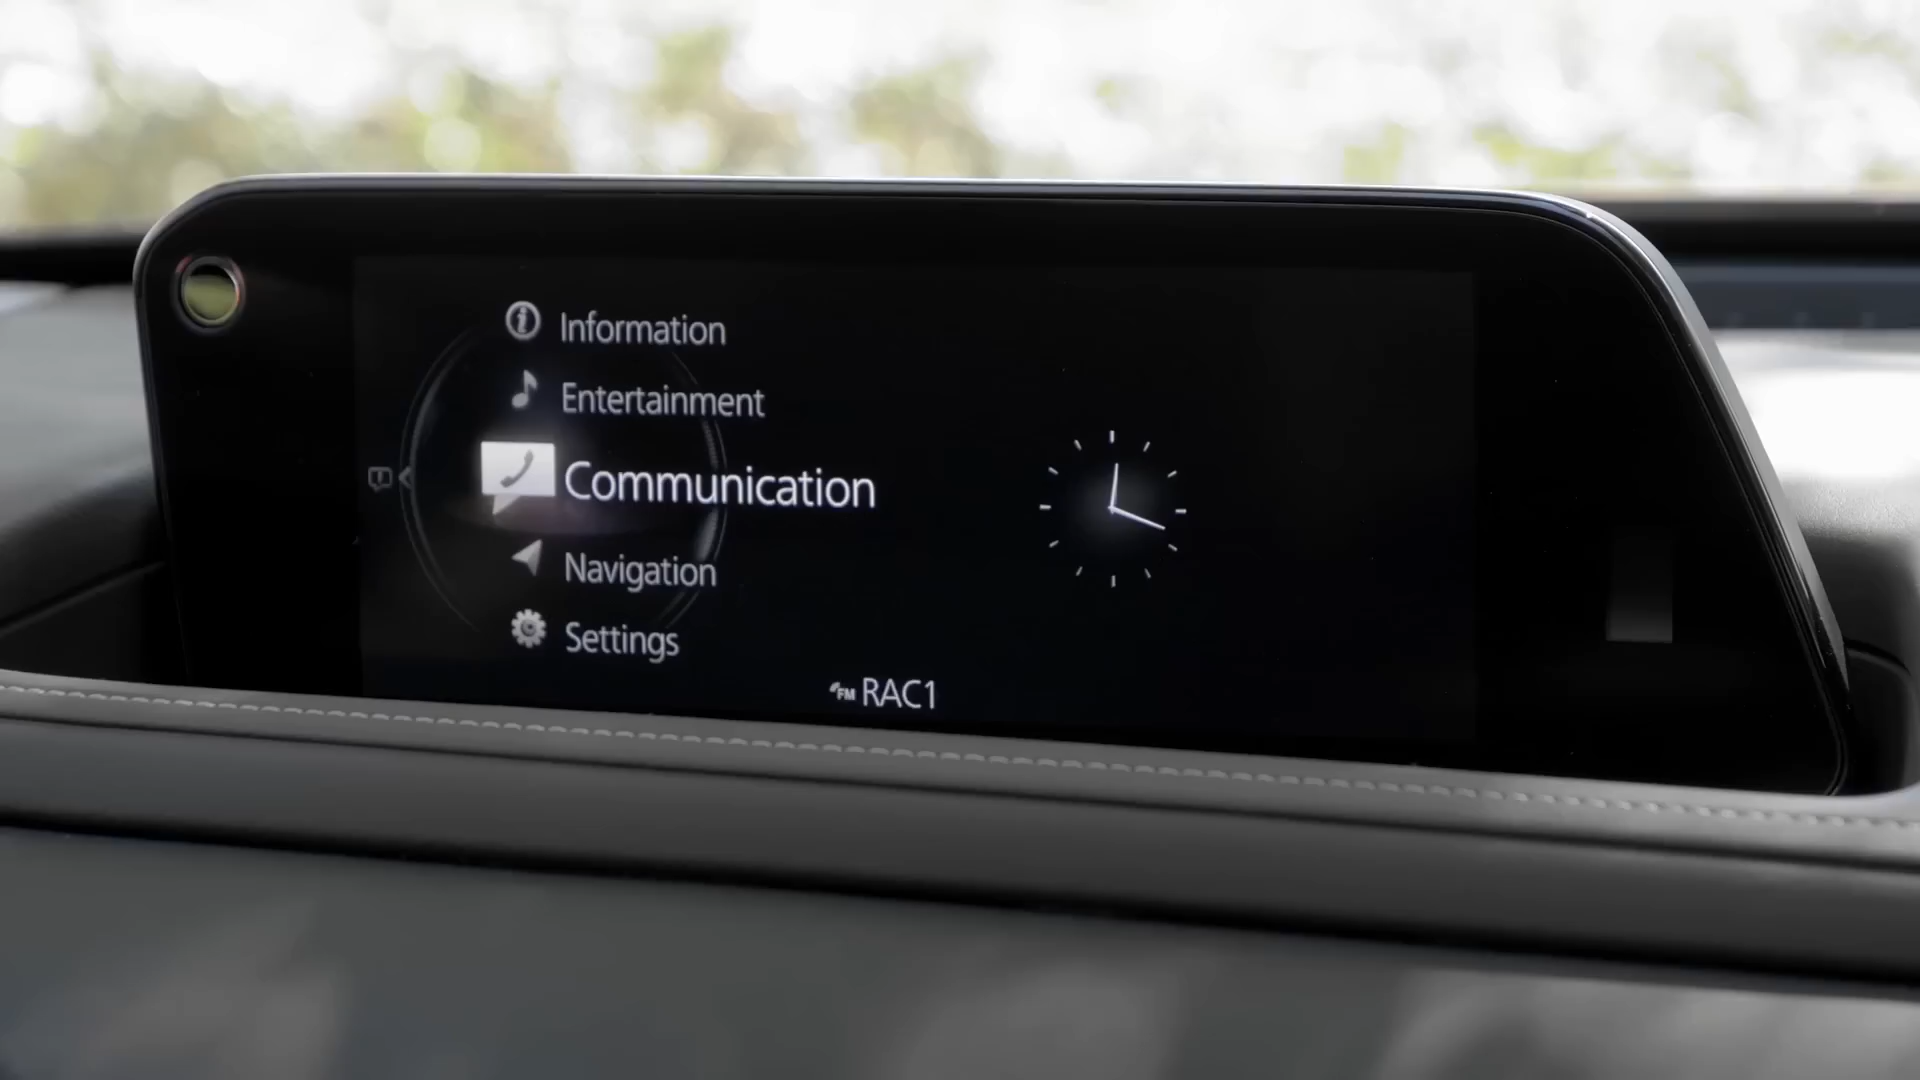 Information
Entertainment
Communication
Navigation
Settings
FM RAC1